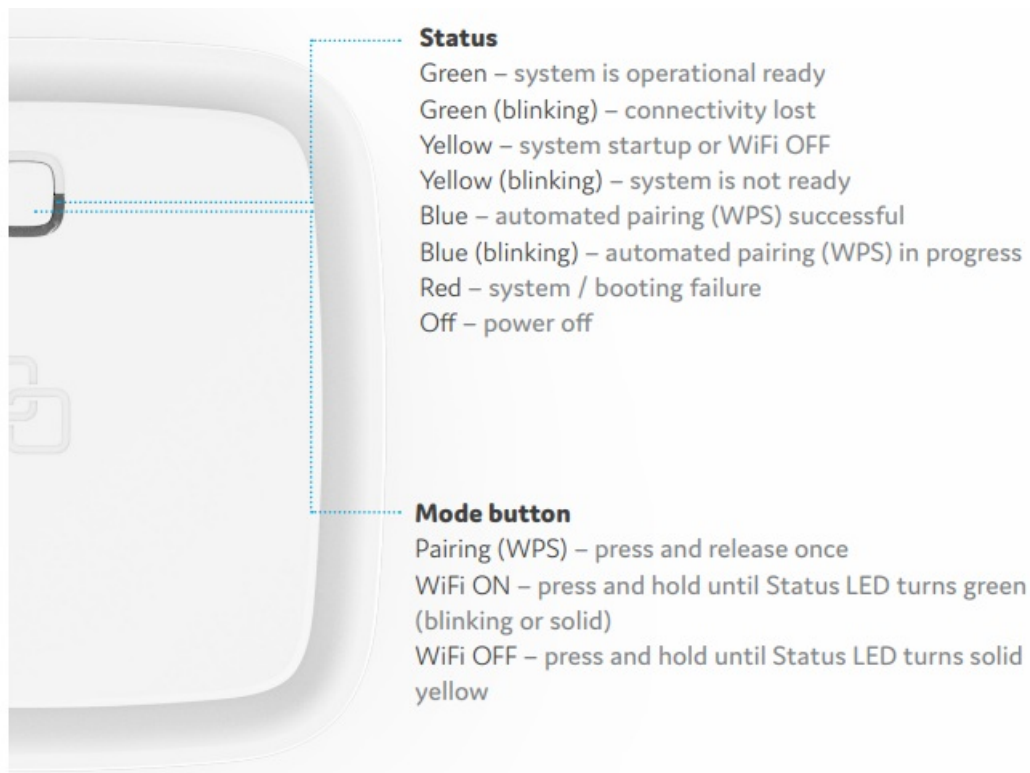 Status
Green – system is operational ready
Green (blinking) – connectivity lost
Yellow – system startup or WiFi OFF
Yellow (blinking) – system is not ready
Blue – automated pairing (WPS) successful
Blue (blinking) – automated pairing (WPS) in progress
Red – system / booting failure
Off – power off
Mode button
Pairing (WPS) – press and release once
WiFi ON – press and hold until Status LED turns green
(blinking or solid)
WiFi OFF – press and hold until Status LED turns solid
yellow